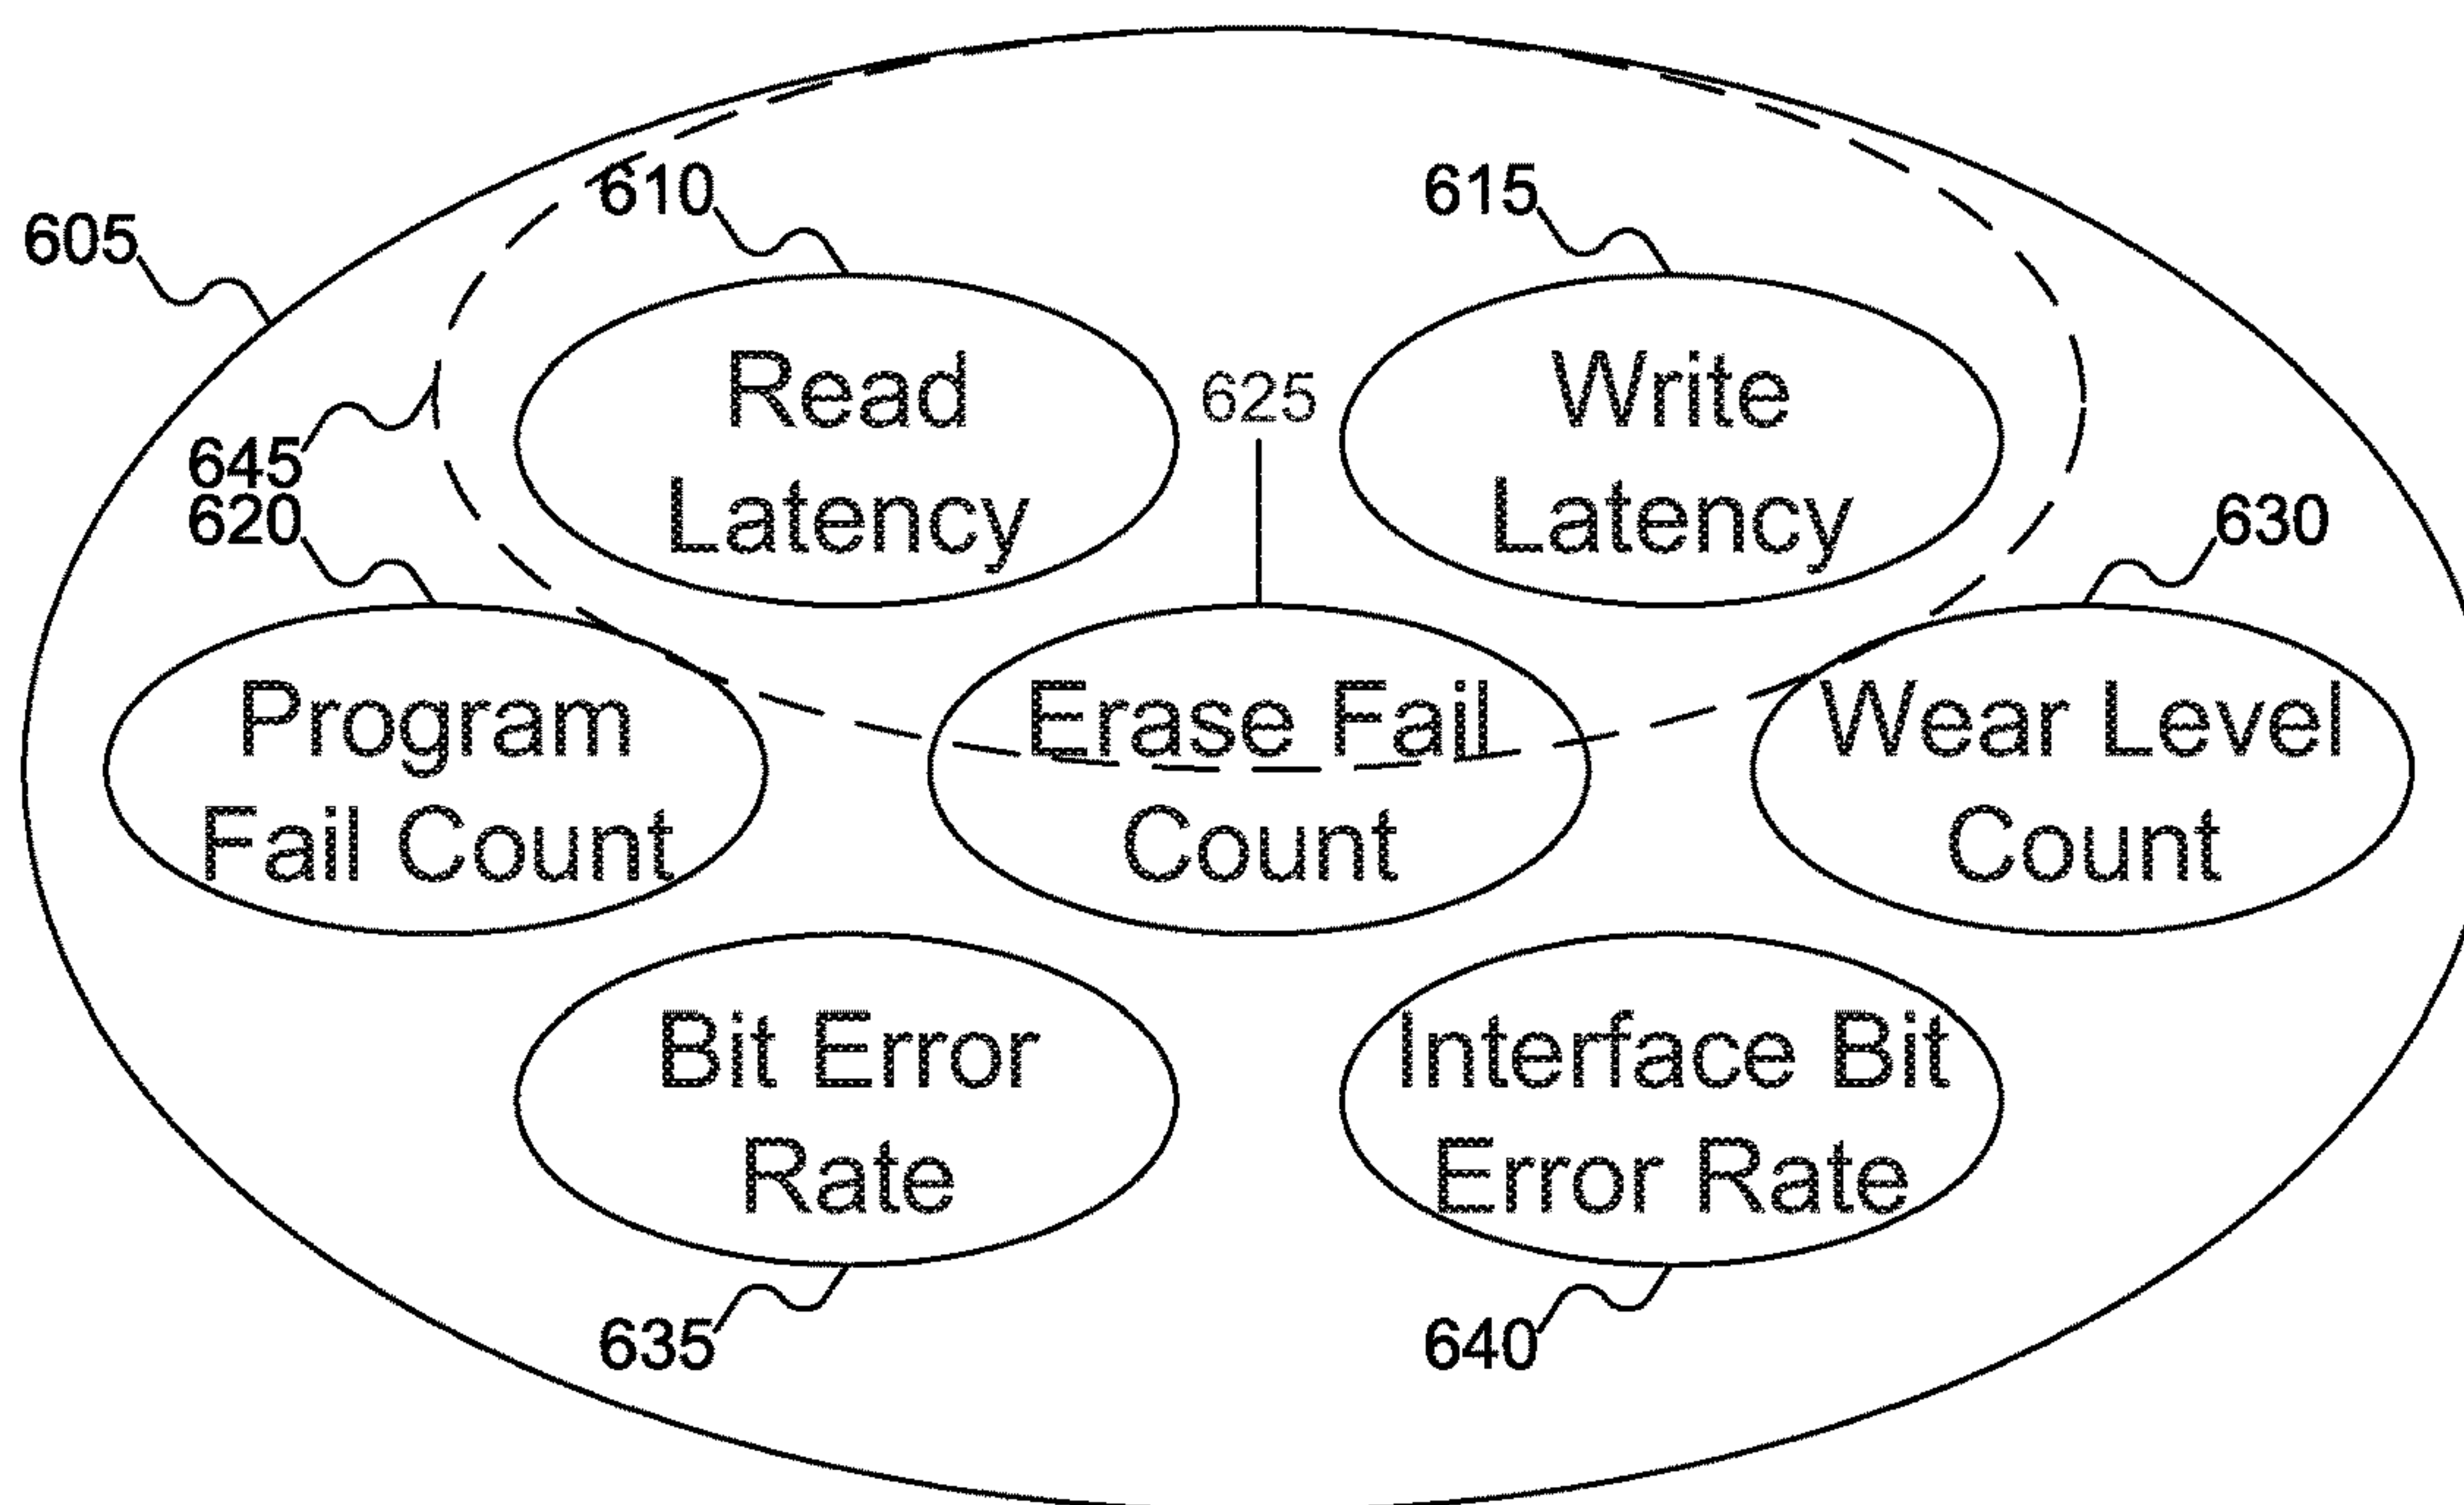 610
615
605
Read
Latency
625
Write
Latency
645
620
630
Program
Fail Count
Erase Fail
Count
Wear Level
Count
Bit Error
Rate
Interface Bit
Error Rate
635
640